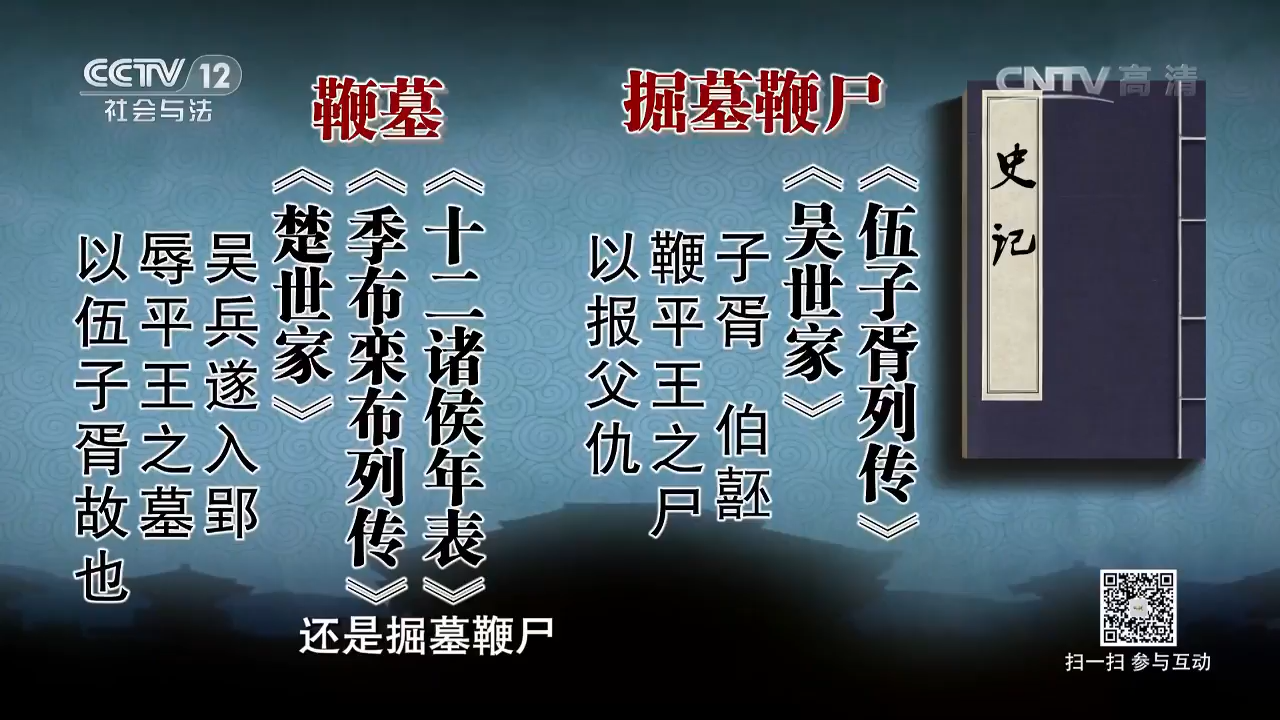 CCTV 12
社会与法
CNTV 高清
史记
掘墓鞭尸
《伍子胥列传》
《吴世家》
子胥 伯嚭
鞭平王之尸
以报父仇
鞭墓
《十二诸侯年表》
《季布栾布列传》
《楚世家》
吴兵遂入郢
辱平王之墓
以伍子胥故也
还是掘墓鞭尸
扫一扫 参与互动